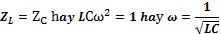 Z_L = Z_C hay LCω² = 1 hay ω = 1/√LC